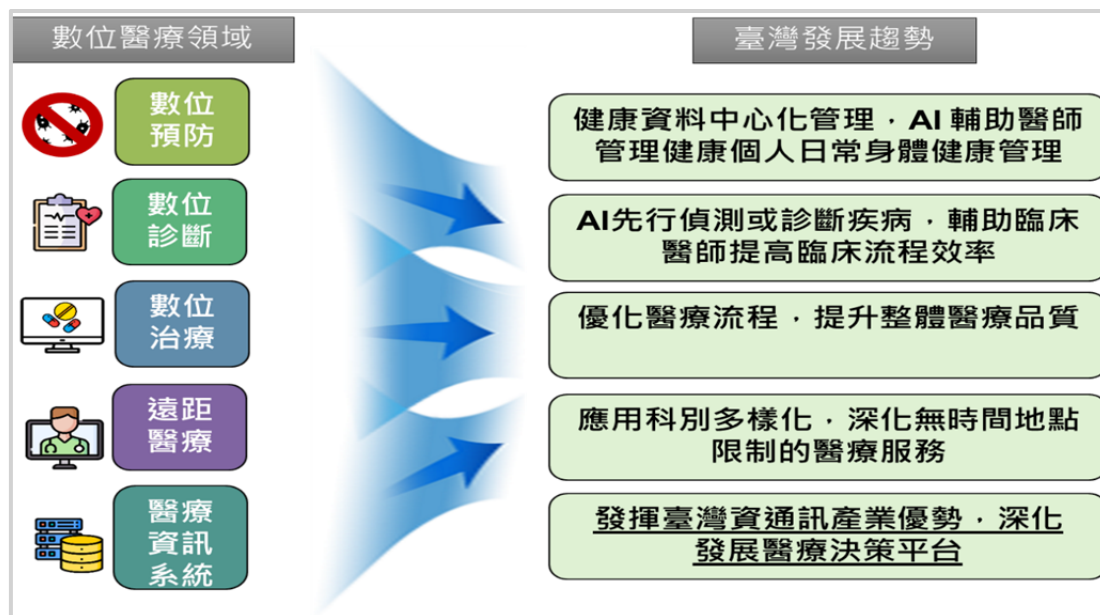 數位醫療領域
臺灣發展趨勢
數位
預防
健康資料中心化管理，AI 輔助醫師
管理健康個人日常身體健康管理
數位
診斷
AI先行偵測或診斷疾病，輔助臨床
醫師提高臨床流程效率
數位
治療
優化醫療流程，提升整體醫療品質
遠距
醫療
應用科別多樣化，深化無時間地點
限制的醫療服務
醫療
資訊
系統
發揮臺灣資通訊產業優勢，深化
發展醫療決策平台